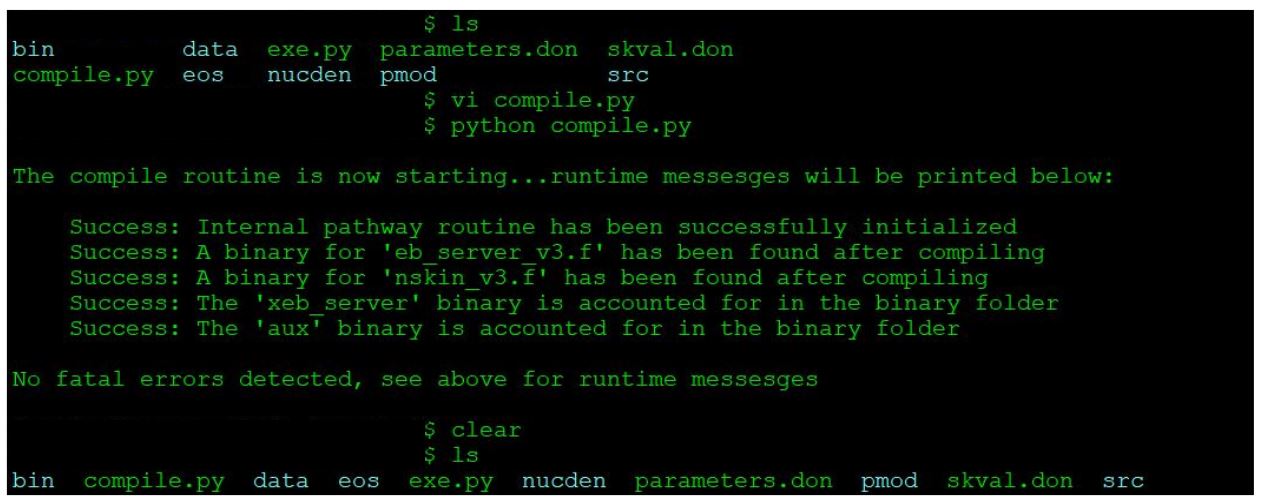 $ ls
bin data exe.py parameters.don skval.don
compile.py eos nucden pmod src
$ vi compile.py
$ python compile.py
The compile routine is now starting...runtime messesges will be printed below:
Success: Internal pathway routine has been successfully initialized
Success: A binary for 'eb_server_v3.f' has been found after compiling
Success: A binary for 'nskin_v3.f' has been found after compiling
Success: The 'xeb_server' binary is accounted for in the binary folder
Success: The 'aux' binary is accounted for in the binary folder
No fatal errors detected, see above for runtime messesges
$ clear
$ ls
bin compile.py data eos exe.py nucden parameters.don pmod skval.don src